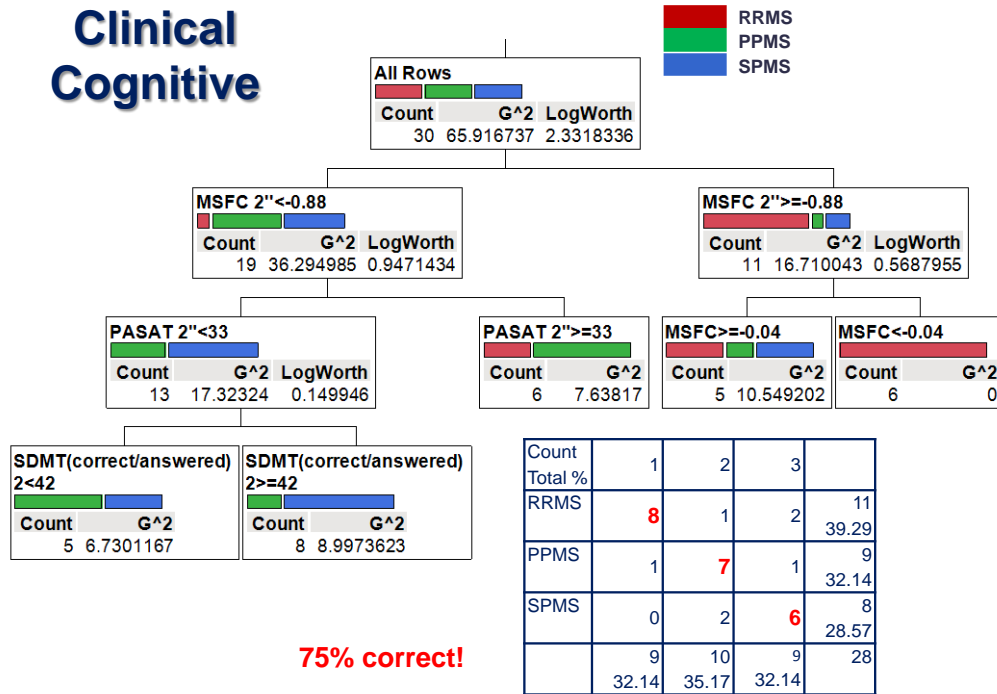 Clinical
Cognitive
RRMS
PPMS
SPMS
All Rows
Count G^2 LogWorth
30 65.916737 2.3318336
MSFC 2"<-0.88
Count G^2 LogWorth
19 36.294985 0.9471434
MSFC 2">=-0.88
Count G^2 LogWorth
11 16.710043 0.5687955
PASAT 2"<33
Count G^2 LogWorth
13 17.32324 0.149946
PASAT 2">=33
Count G^2
6 7.63817
MSFC>=-0.04
Count G^2
5 10.549202
MSFC<-0.04
Count G^2
6 0
SDMT(correct/answered)
2<42
Count G^2
5 6.7301167
SDMT(correct/answered)
2>=42
Count G^2
8 8.9973623
Count
Total % 1 2 3
RRMS 8 1 2 11
39.29
PPMS 1 7 1 9
32.14
SPMS 0 2 6 8
28.57
9 10 9 28
32.14 35.17 32.14
75% correct!